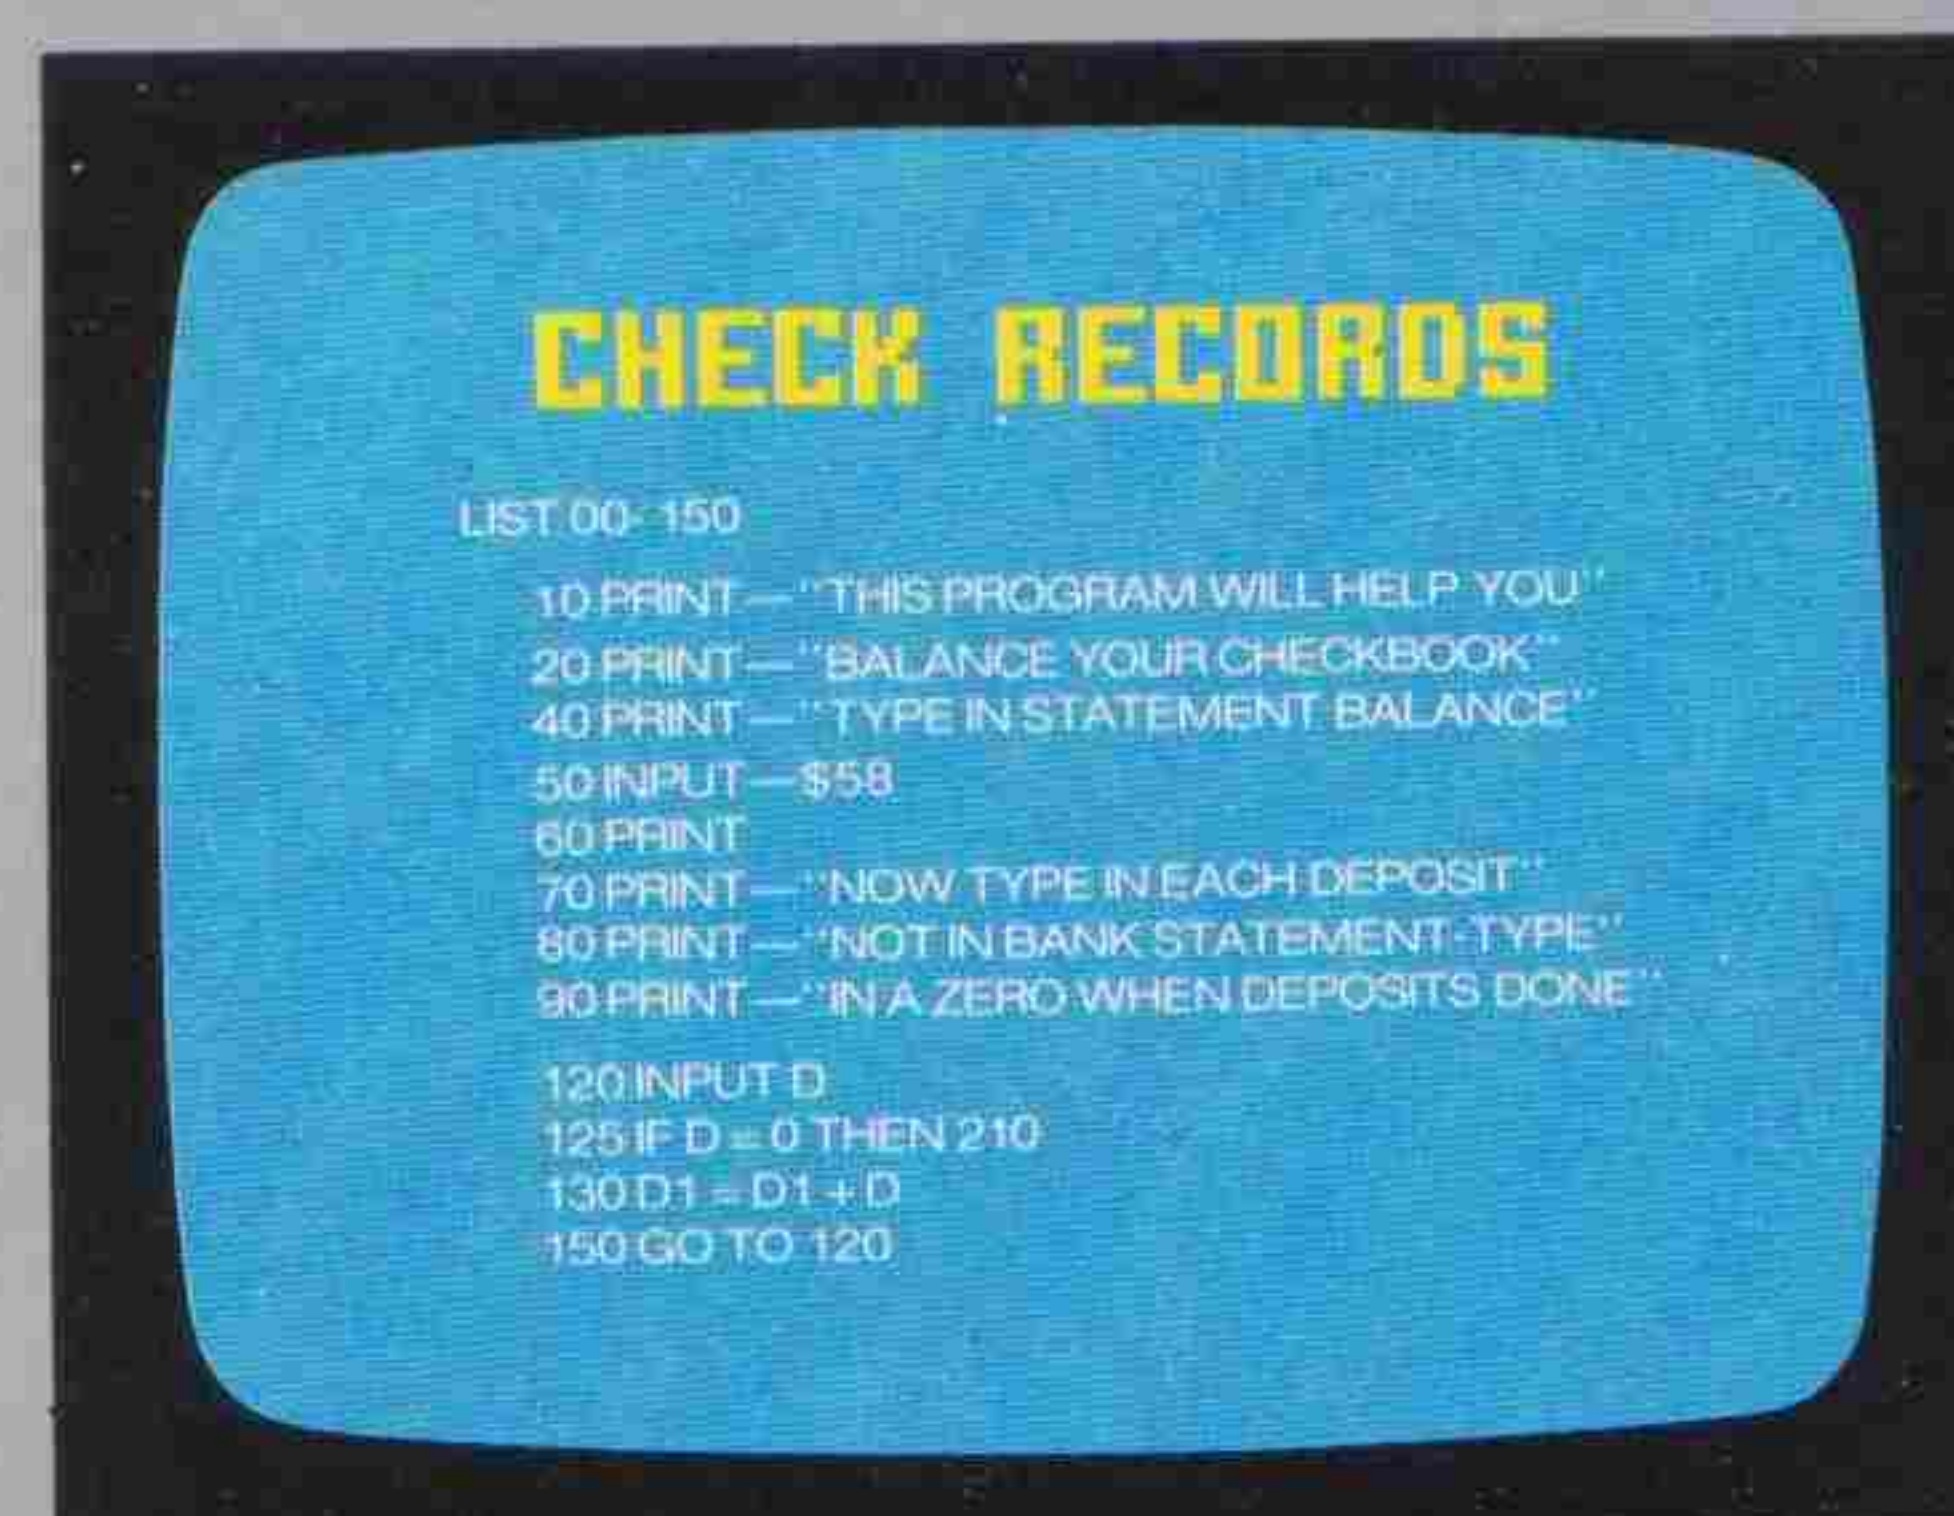 CHECK RECORDS
LIST 00-150
10 PRINT — "THIS PROGRAM WILL HELP YOU"
20 PRINT — "BALANCE YOUR CHECKBOOK"
40 PRINT — "TYPE IN STATEMENT BALANCE"
50 INPUT — $58
60 PRINT
70 PRINT — "NOW TYPE IN EACH DEPOSIT"
80 PRINT — "NOT IN BANK STATEMENT-TYPE"
90 PRINT — "IN A ZERO WHEN DEPOSITS DONE"
120 INPUT D
125 IF D = 0 THEN 210
130 D1 = D1 + D
150 GO TO 120